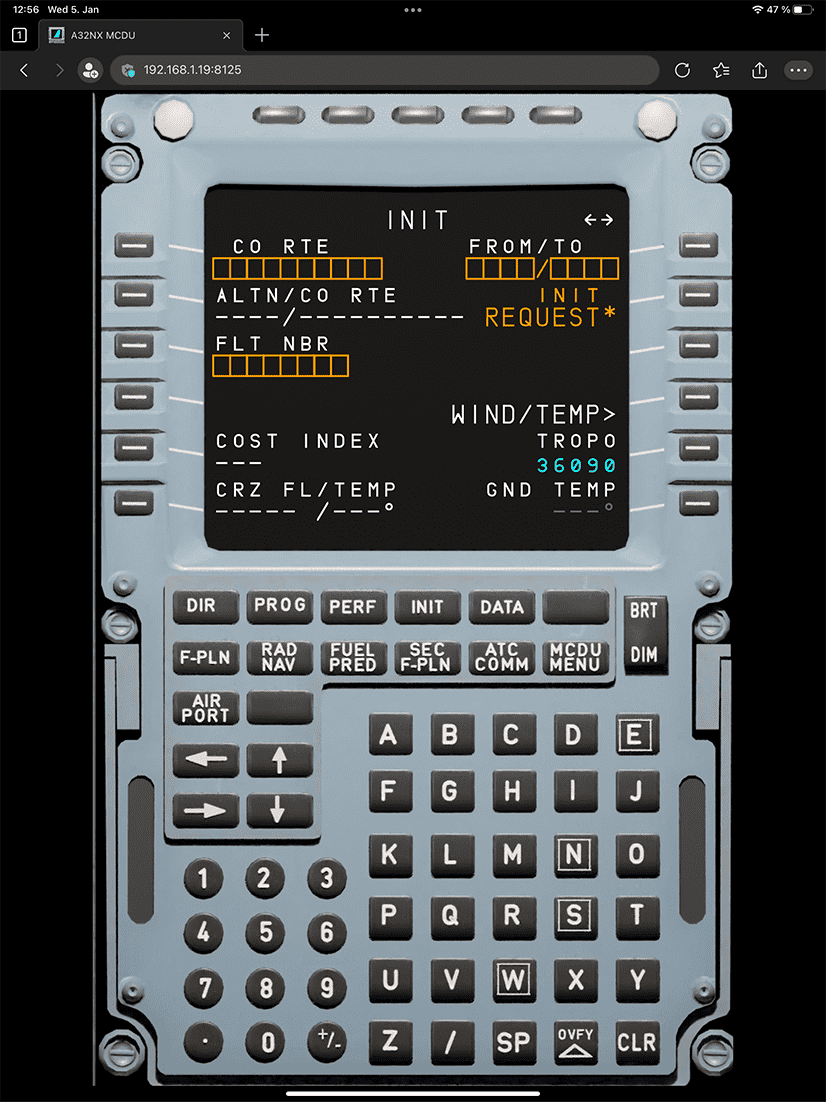 12:56 Wed 5. Jan 47 %
1 A32NX MCDU
192.168.1.19:8125
INIT ←→
CO RTE FROM/TO
/
ALTN/CO RTE INIT
----/---------- REQUEST*
FLT NBR
WIND/TEMP>
COST INDEX TROPO
--- 36090
CRZ FL/TEMP GND TEMP
----- /---° ---°
DIR PROG PERF INIT DATA BRT
F-PLN RAD NAV FUEL PRED SEC F-PLN ATC COMM MCDU MENU DIM
AIR PORT
A B C D E
← ↑
F G H I J
→ ↓
K L M N O
1 2 3
P Q R S T
4 5 6
U V W X Y
7 8 9
Z / SP OVFY CLR
. 0 +/-